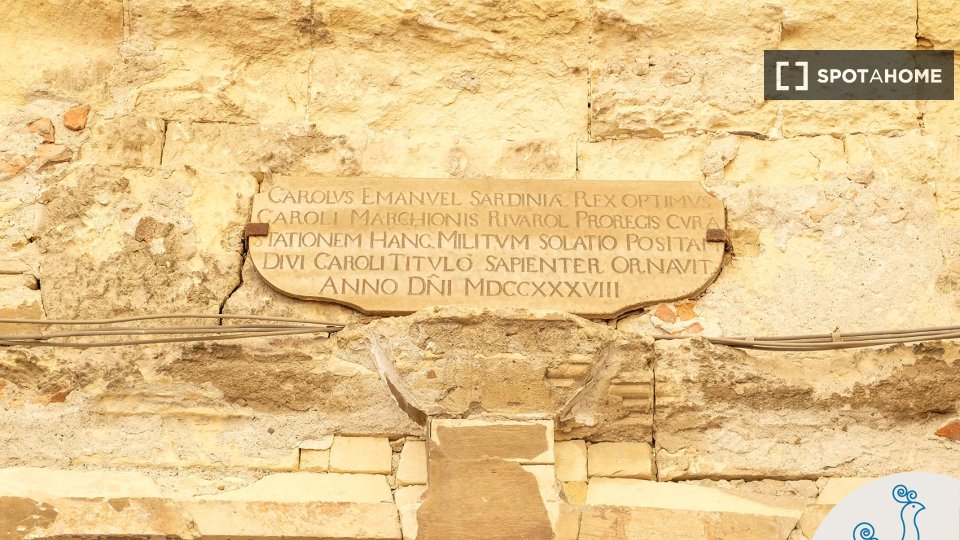 SPOTAHOME
CAROLVS EMANVEL SARDINIÆ REX OPTIMVS
CAROLI MARCHIONIS RIVAROL PROREGIS CVRA
STATIONEM HANC MILITVM SOLATIO POSITAM
DIVI CAROLI TITVLO SAPIENTER ORNAVIT
ANNO DÑI MDCCXXXVIII